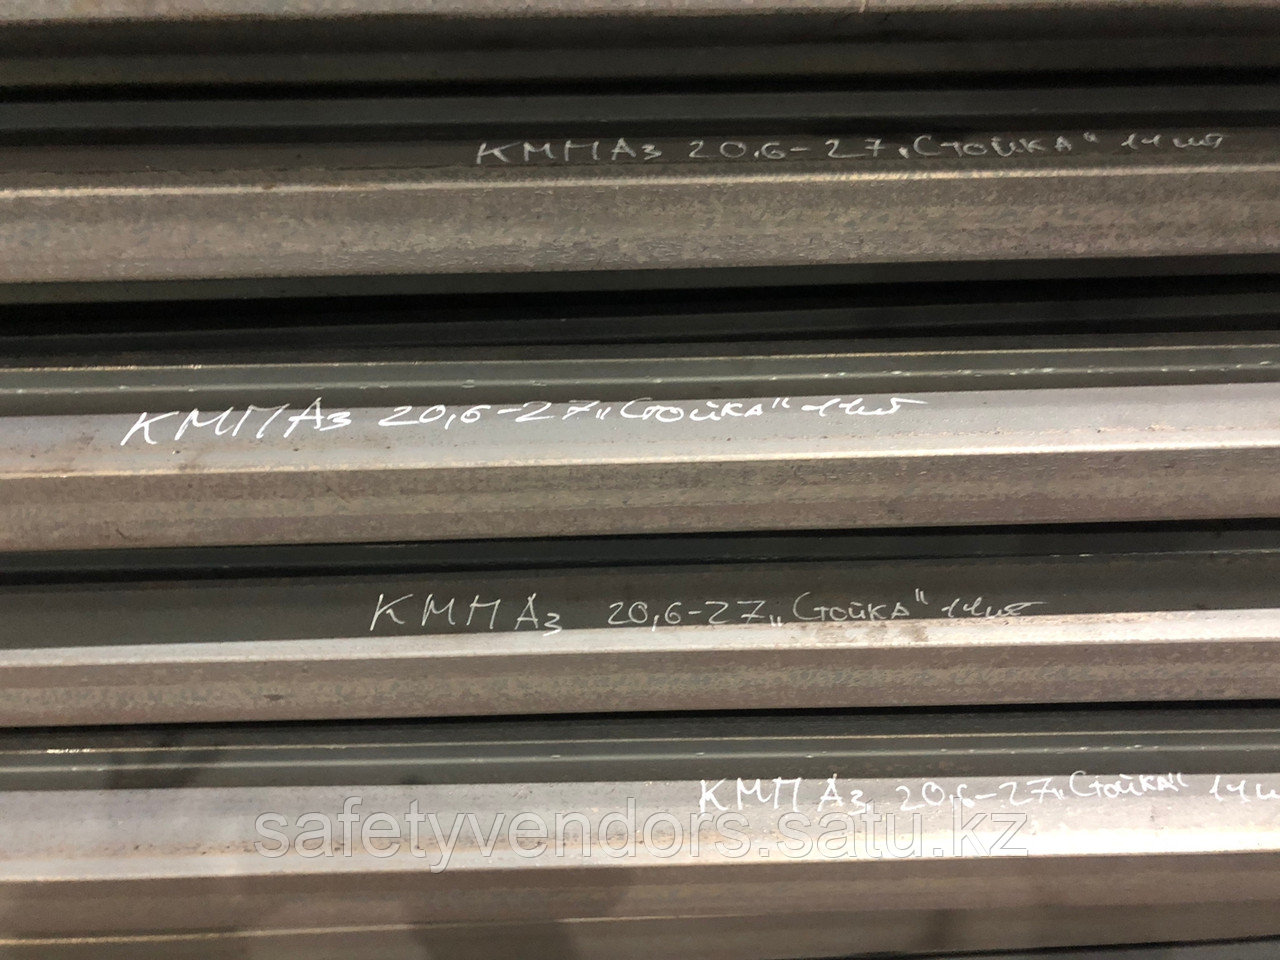 КМПАз 20.6-27 „Стойка" 14шт
КМПАз 20,6-27 „Стойка" 14шт
КМПАз 20,6-27 „Стойка" 14шт
КМПАз 20,6-27 „Стойка" 14ш
safetyvendors.satu.kz